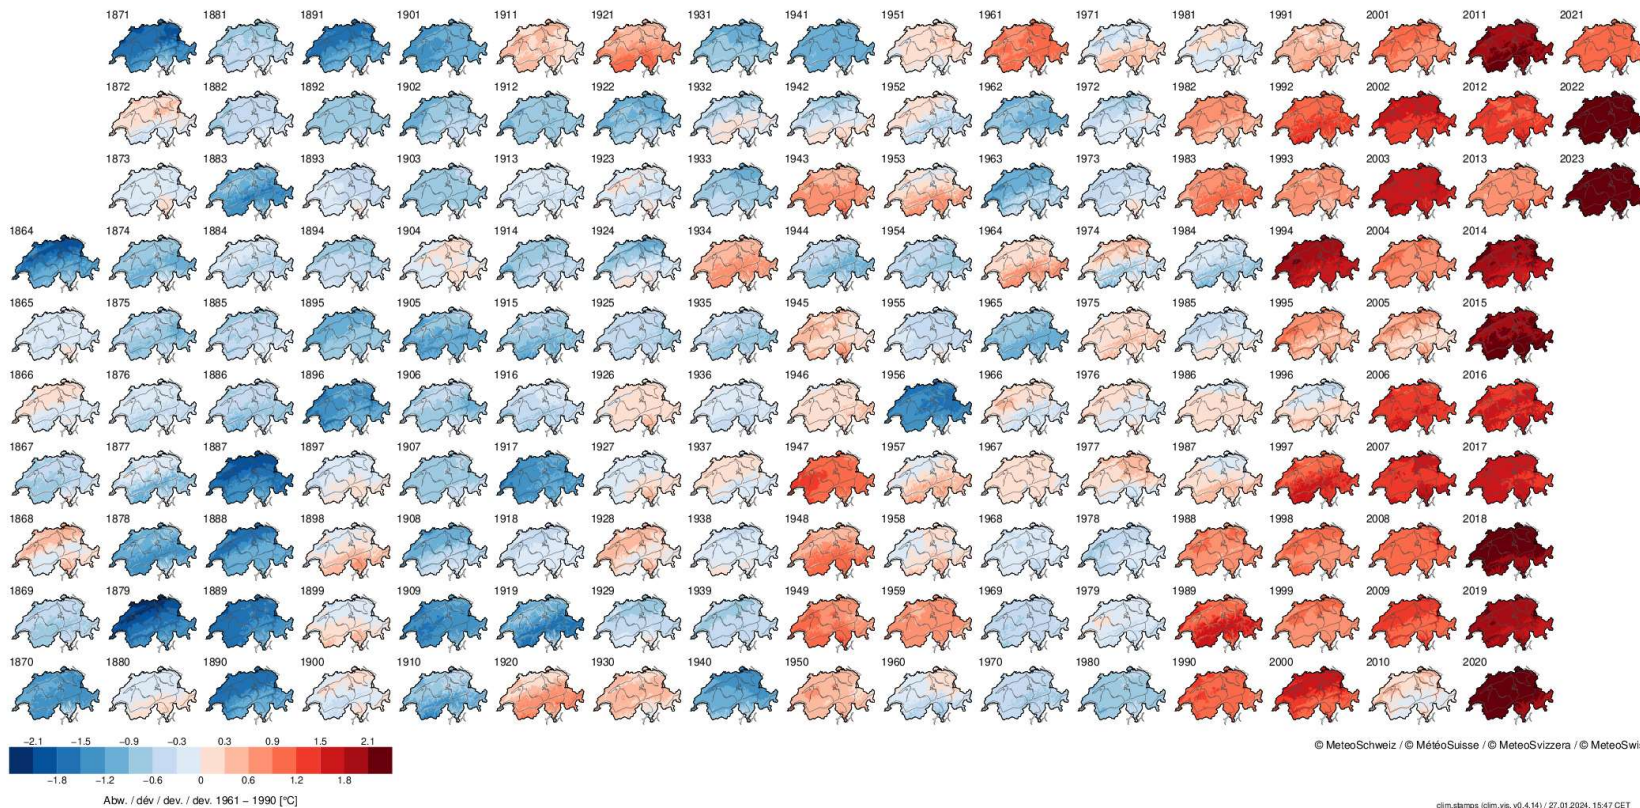 1871 1881 1891 1901 1911 1921 1931 1941 1951 1961 1971 1981 1991 2001 2011 2021
1872 1882 1892 1902 1912 1922 1932 1942 1952 1962 1972 1982 1992 2002 2012 2022
1873 1883 1893 1903 1913 1923 1933 1943 1953 1963 1973 1983 1993 2003 2013 2023
1864 1874 1884 1894 1904 1914 1924 1934 1944 1954 1964 1974 1984 1994 2004 2014
1865 1875 1885 1895 1905 1915 1925 1935 1945 1955 1965 1975 1985 1995 2005 2015
1866 1876 1886 1896 1906 1916 1926 1936 1946 1956 1966 1976 1986 1996 2006 2016
1867 1877 1887 1897 1907 1917 1927 1937 1947 1957 1967 1977 1987 1997 2007 2017
1868 1878 1888 1898 1908 1918 1928 1938 1948 1958 1968 1978 1988 1998 2008 2018
1869 1879 1889 1899 1909 1919 1929 1939 1949 1959 1969 1979 1989 1999 2009 2019
1870 1880 1890 1900 1910 1920 1930 1940 1950 1960 1970 1980 1990 2000 2010 2020
−2.1 −1.5 −0.9 −0.3 0.3 0.9 1.5 2.1
−1.8 −1.2 −0.6 0 0.6 1.2 1.8
Abw. / dév / dev. / dev. 1961 − 1990 [°C]
© MeteoSchweiz / © MétéoSuisse / © MeteoSvizzera / © MeteoSwi
clim.stamps (clim.vis, v0.4.14) / 27.01.2024, 15:47 CET